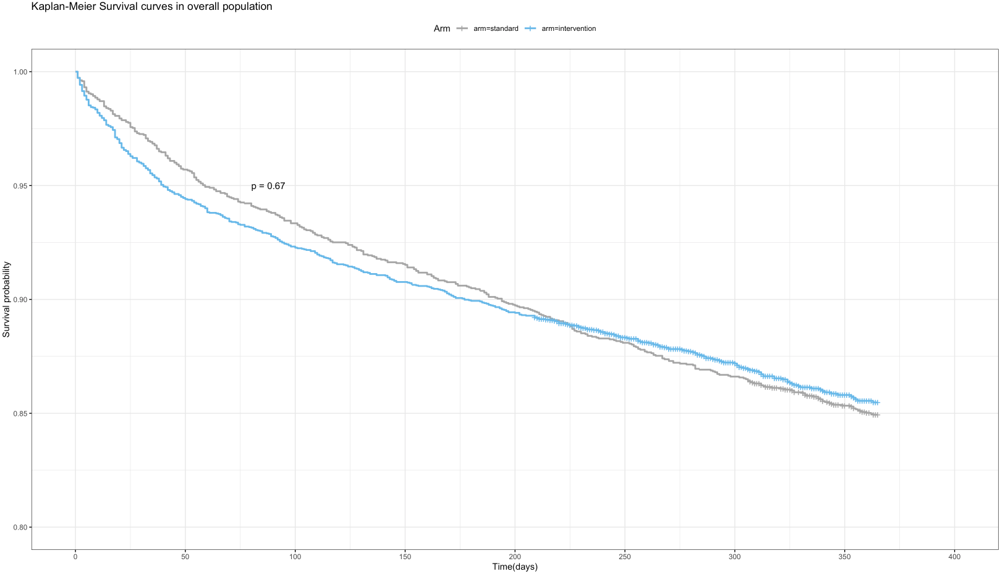 Kaplan-Meier Survival curves in overall population
Arm arm=standard arm=intervention
1.00
0.95
0.90
0.85
0.80
Survival probability
p = 0.67
0 50 100 150 200 250 300 350 400
Time(days)